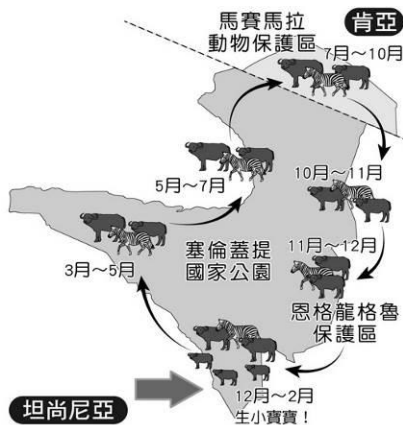 馬賽馬拉
動物保護區
肯亞
7月～10月
5月～7月
10月～11月
3月～5月
塞倫蓋提
國家公園
11月～12月
恩格龍格魯
保護區
坦尚尼亞
12月～2月
生小寶寶！